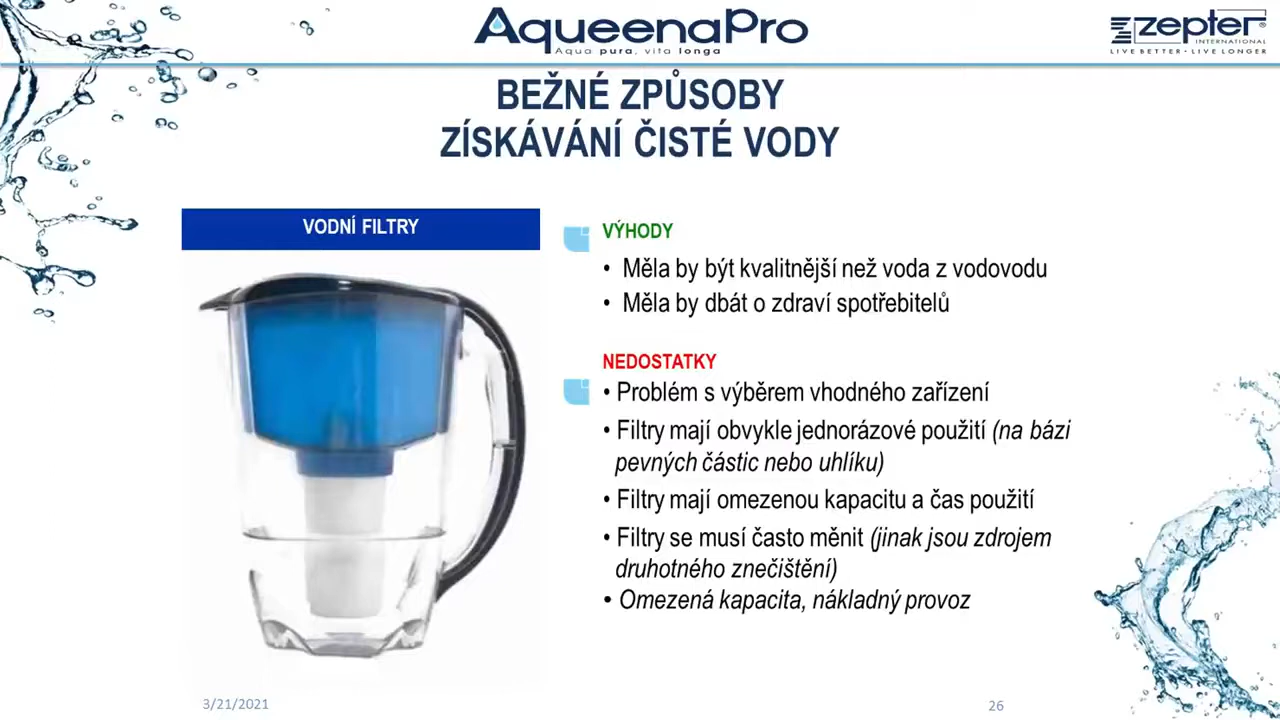 AqueenaPro
Aqua pura, vita longa
zepter
INTERNATIONAL
LIVE BETTER • LIVE LONGER
BEŽNÉ ZPŮSOBY
ZÍSKÁVÁNÍ ČISTÉ VODY
VODNÍ FILTRY
VÝHODY
• Měla by být kvalitnější než voda z vodovodu
• Měla by dbát o zdraví spotřebitelů
NEDOSTATKY
• Problém s výběrem vhodného zařízení
• Filtry mají obvykle jednorázové použití (na bázi
pevných částic nebo uhlíku)
• Filtry mají omezenou kapacitu a čas použití
• Filtry se musí často měnit (jinak jsou zdrojem
druhotného znečištění)
• Omezená kapacita, nákladný provoz
3/21/2021
26